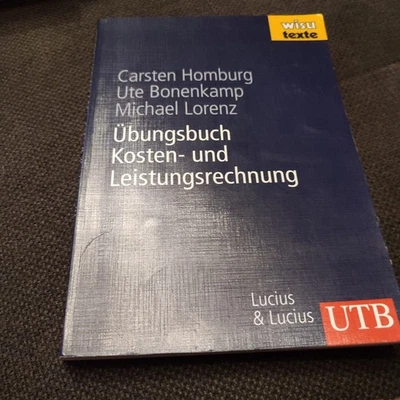 wisu
texte
Carsten Homburg
Ute Bonenkamp
Michael Lorenz
Übungsbuch
Kosten- und
Leistungsrechnung
Lucius
& Lucius
UTB